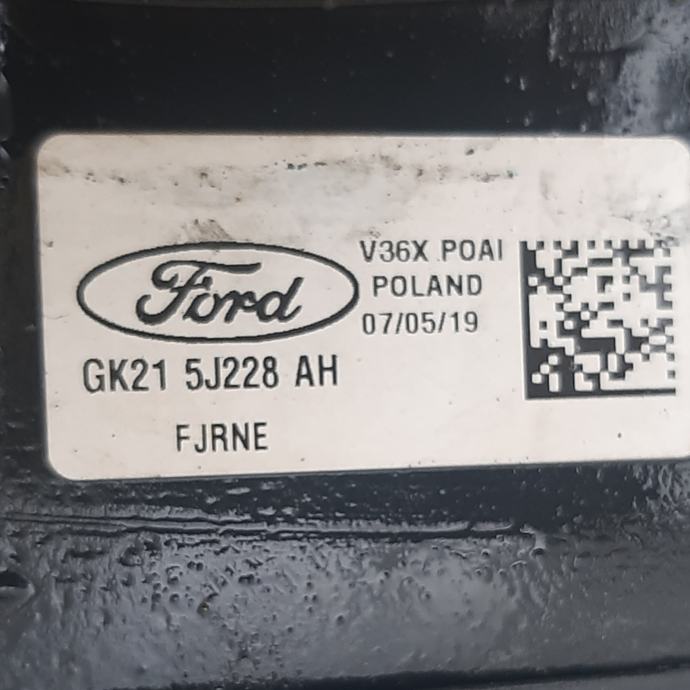 Ford
V36X POAI
POLAND
07/05/19
GK21 5J228 AH
FJRNE